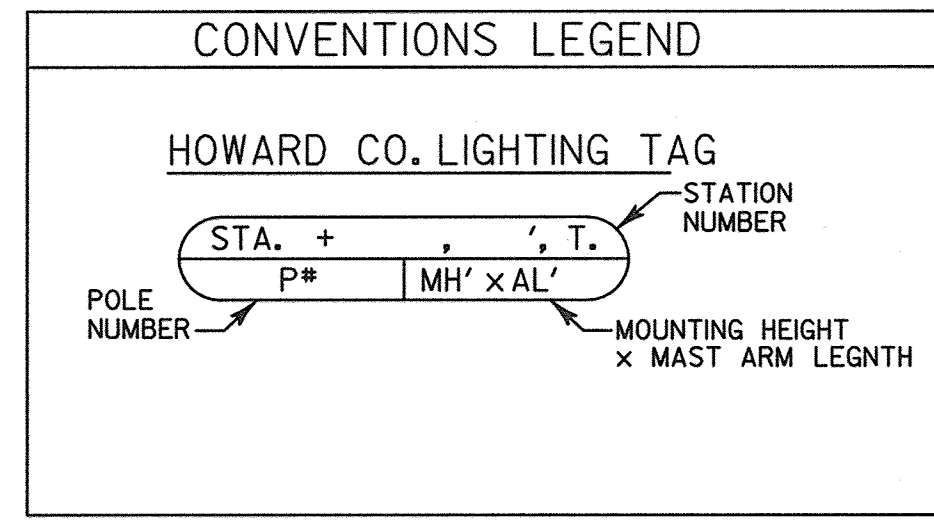 CONVENTIONS LEGEND
HOWARD CO. LIGHTING TAG
STATION
NUMBER
STA. + , ', T.
P# MH' x AL'
POLE
NUMBER
MOUNTING HEIGHT
x MAST ARM LEGNTH